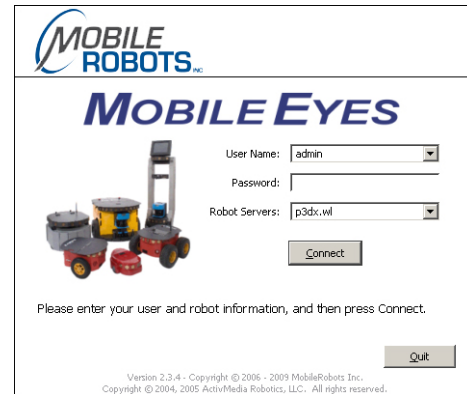 MOBILE
ROBOTS INC
MOBILEEYES
User Name: admin
Password:
Robot Servers: p3dx.wl
Connect
Please enter your user and robot information, and then press Connect.
Quit
Version 2.3.4 - Copyright © 2006 - 2009 MobileRobots Inc.
Copyright © 2004, 2005 ActivMedia Robotics, LLC. All rights reserved.